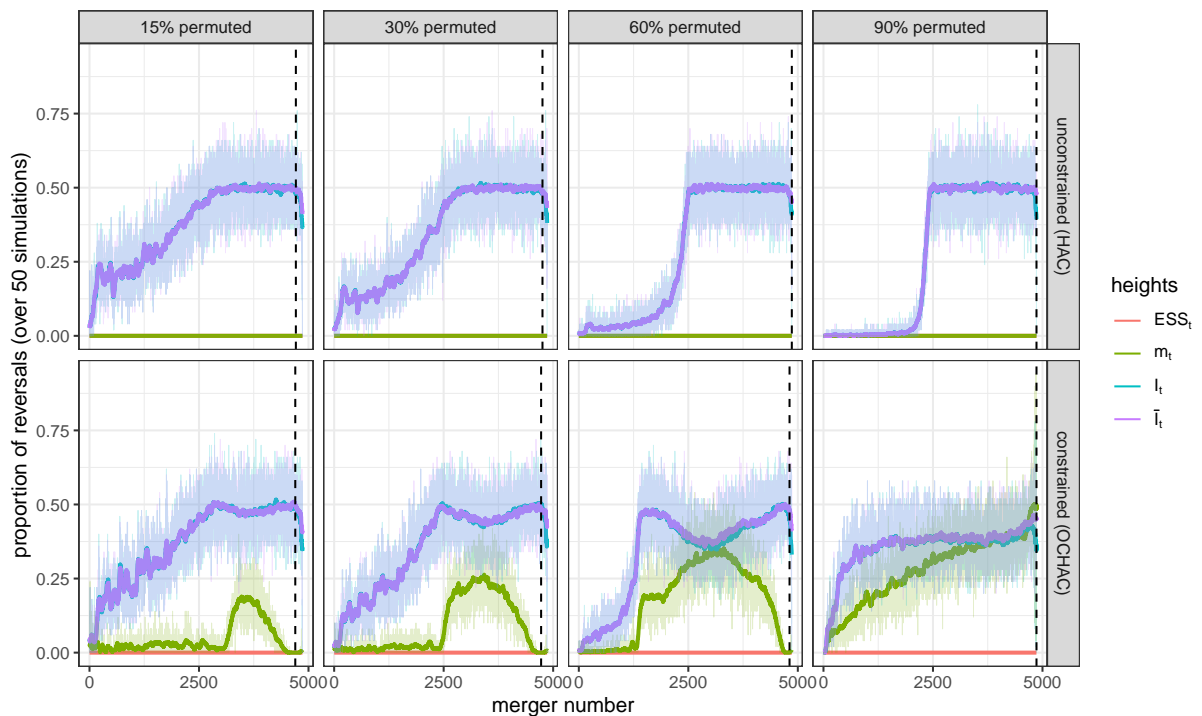 15% permuted
30% permuted
60% permuted
90% permuted
0.75
0.50
0.25
0.00
unconstrained (HAC)
0.75
0.50
0.25
0.00
constrained (OCHAC)
proportion of reversals (over 50 simulations)
0 2500 5000
0 2500 5000
0 2500 5000
0 2500 5000
merger number
heights
ESSₜ
mₜ
Iₜ
Īₜ